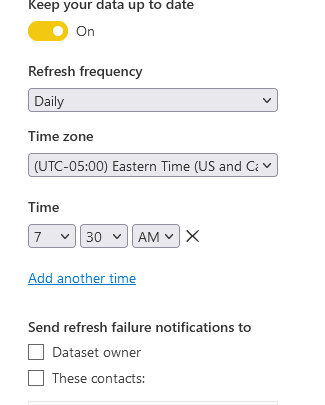 Keep your data up to date
On
Refresh frequency
Daily
Time zone
(UTC-05:00) Eastern Time (US and Ca
Time
7 30 AM
Add another time
Send refresh failure notifications to
Dataset owner
These contacts: